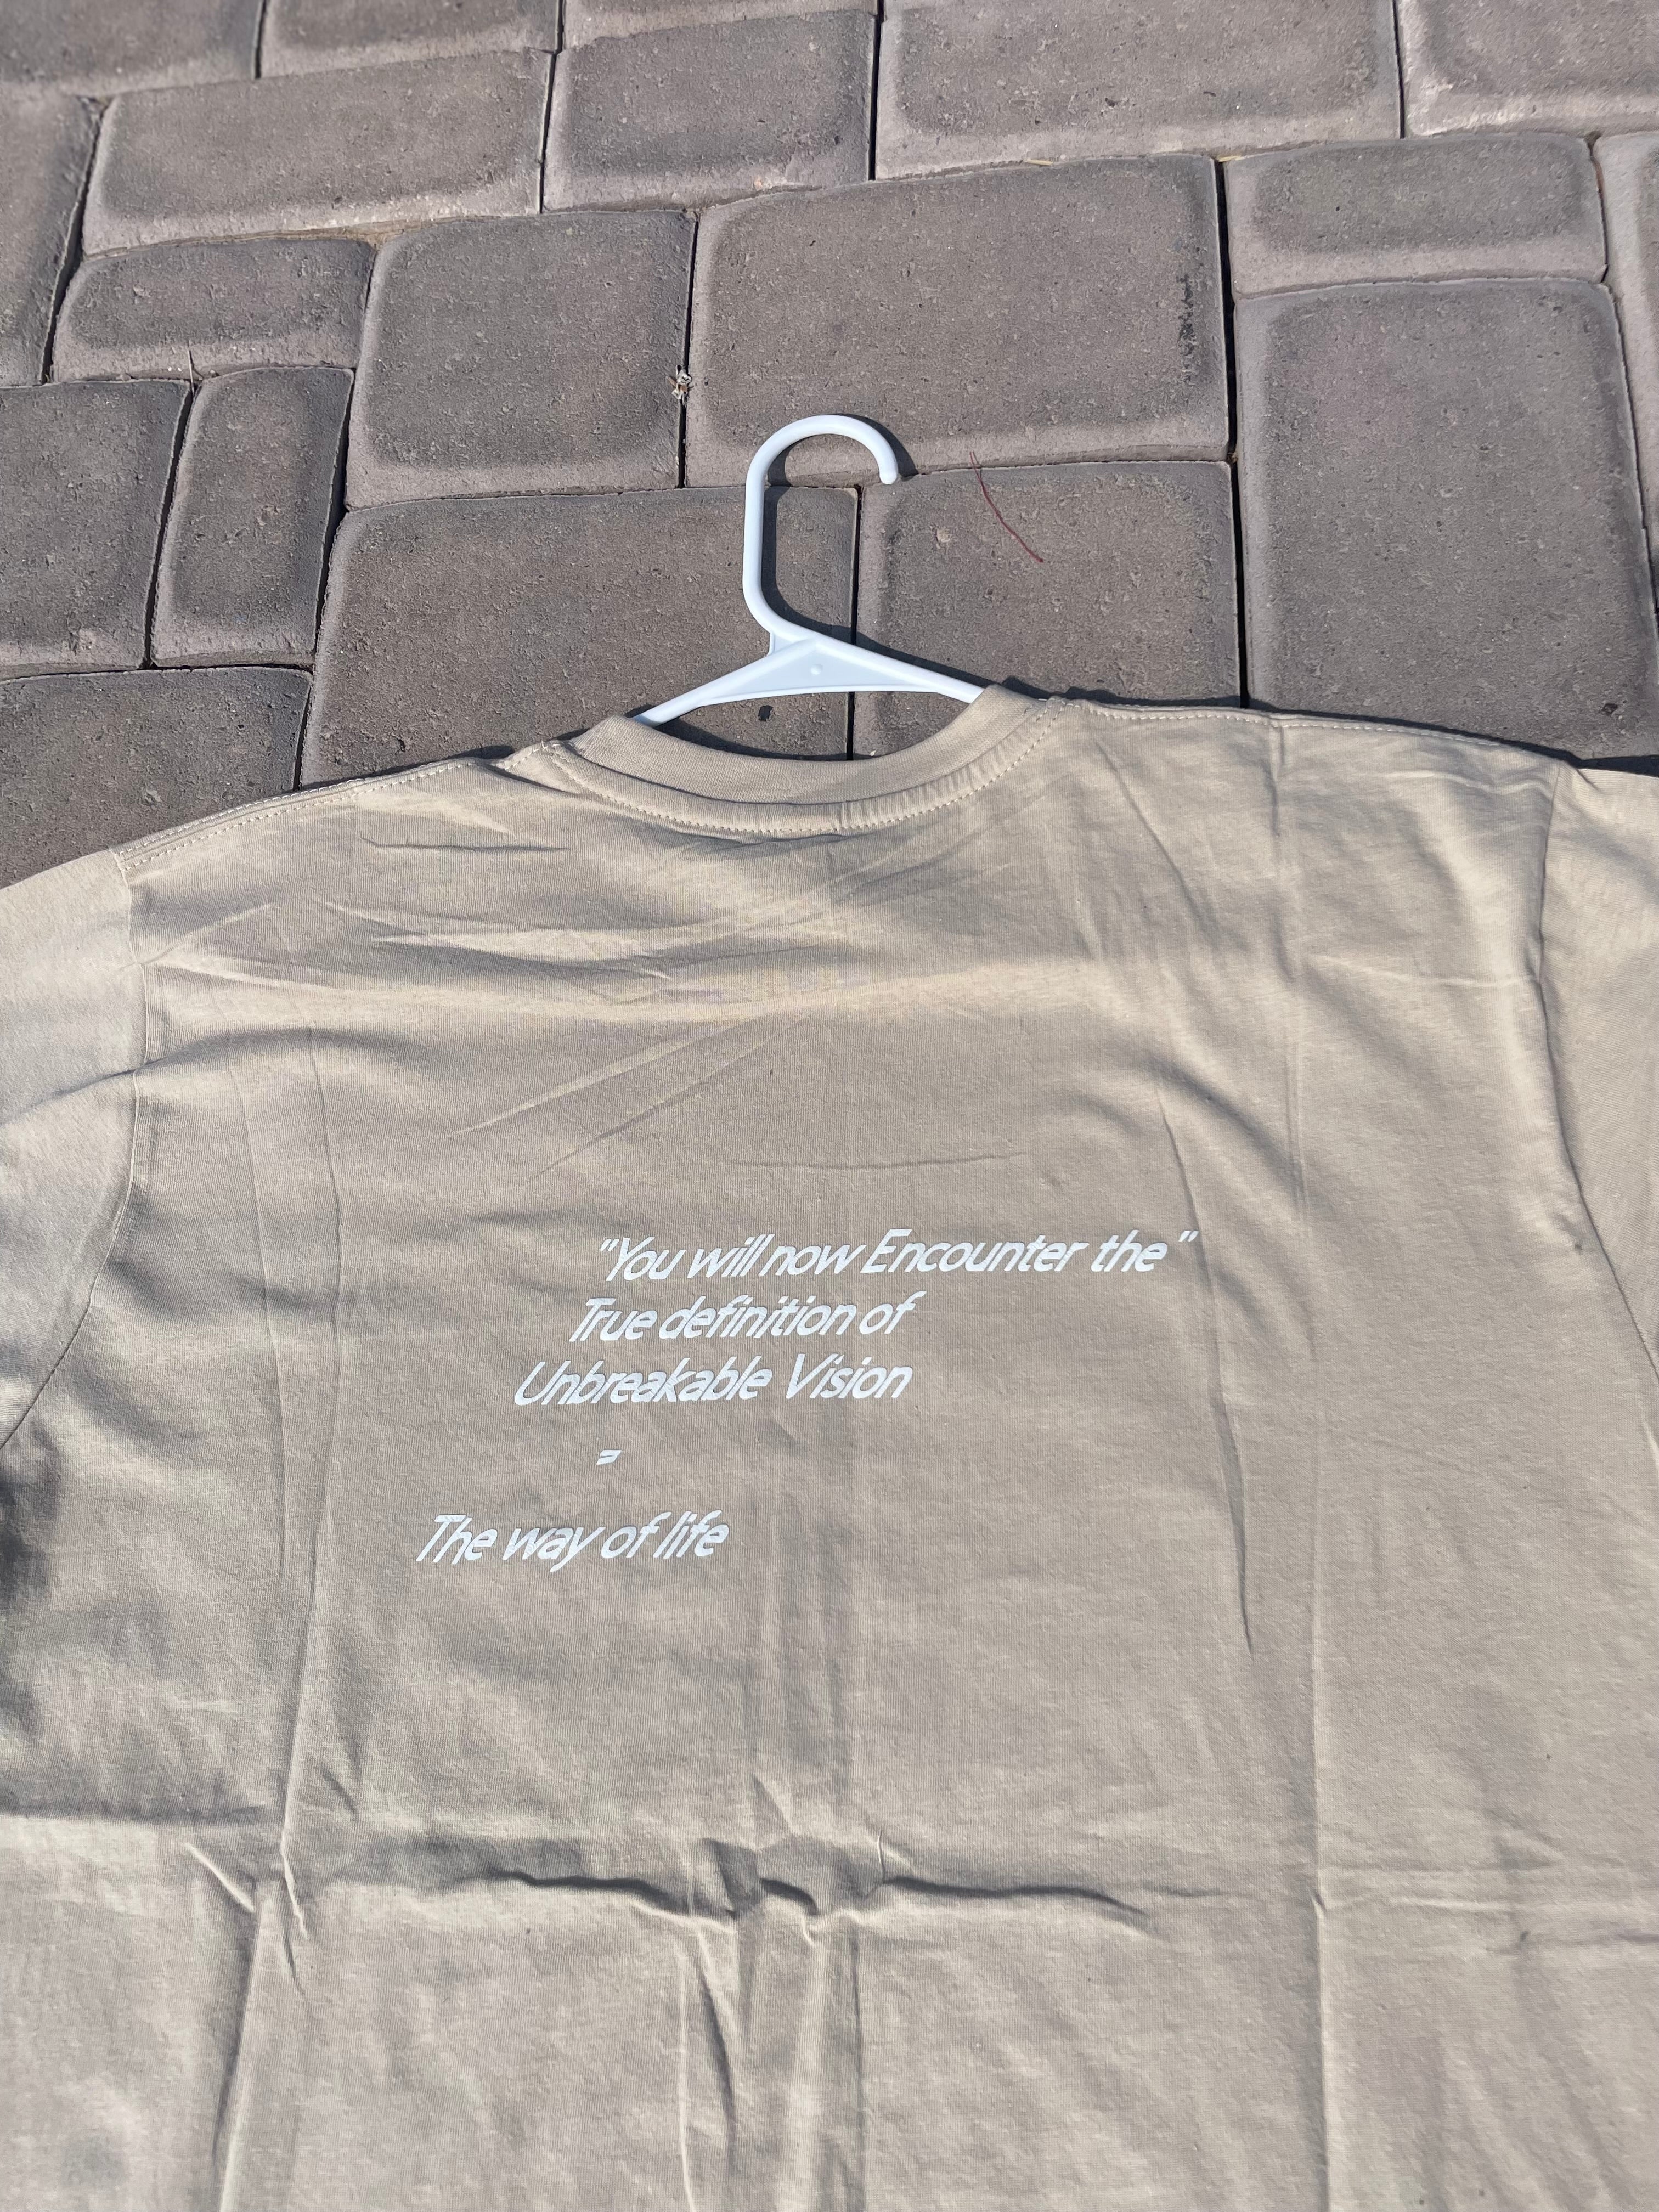 "You will now Encounter the"
True definition of
Unbreakable Vision
=
The way of life